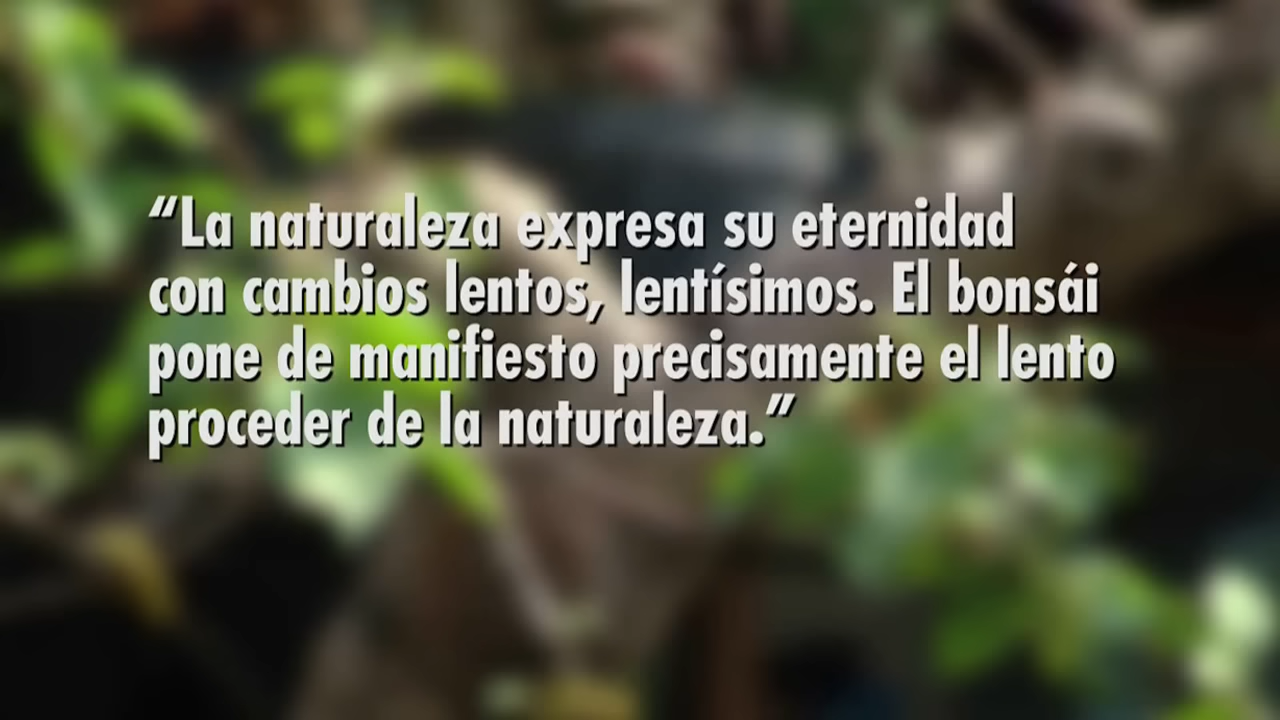 “La naturaleza expresa su eternidad
con cambios lentos, lentísimos. El bonsái
pone de manifiesto precisamente el lento
proceder de la naturaleza.”